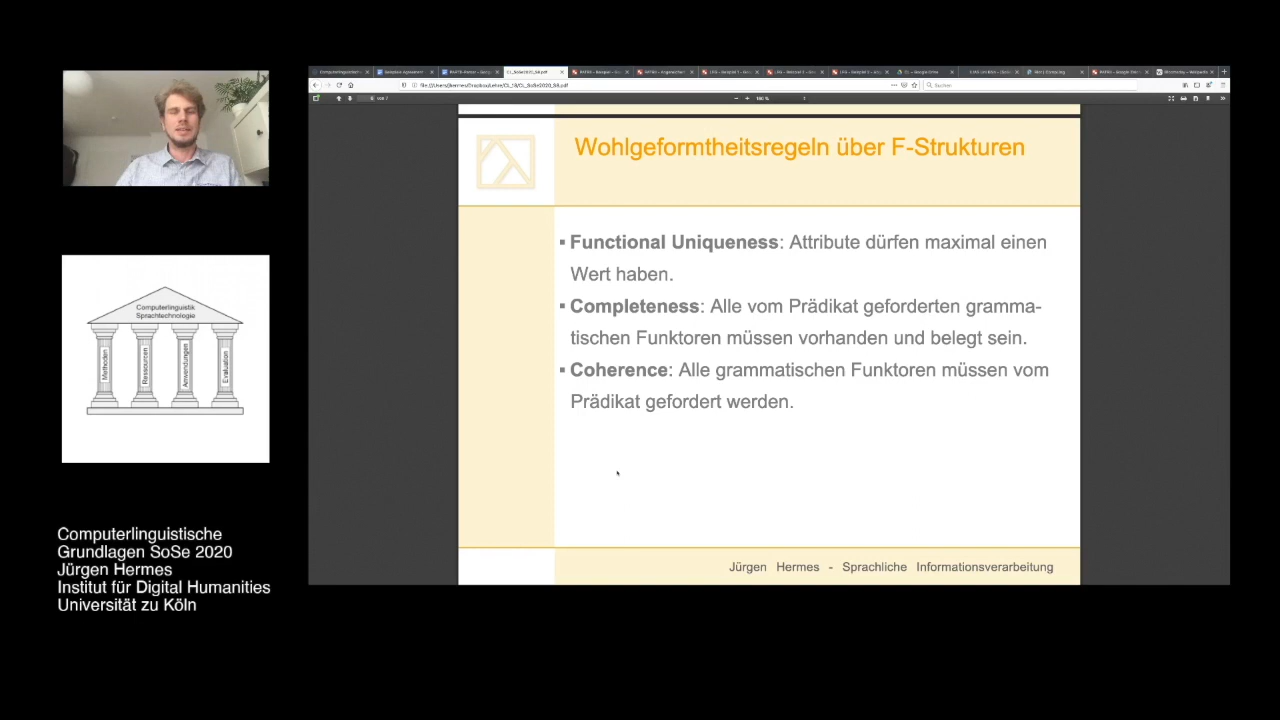 Wohlgeformtheitsregeln über F-Strukturen
▪ Functional Uniqueness: Attribute dürfen maximal einen
Wert haben.
▪ Completeness: Alle vom Prädikat geforderten gramma-
tischen Funktoren müssen vorhanden und belegt sein.
▪ Coherence: Alle grammatischen Funktoren müssen vom
Prädikat gefordert werden.
Jürgen Hermes - Sprachliche Informationsverarbeitung
Computerlinguistik
Sprachtechnologie
Methoden
Ressourcen
Anwendungen
Evaluation
Computerlinguistische
Grundlagen SoSe 2020
Jürgen Hermes
Institut für Digital Humanities
Universität zu Köln